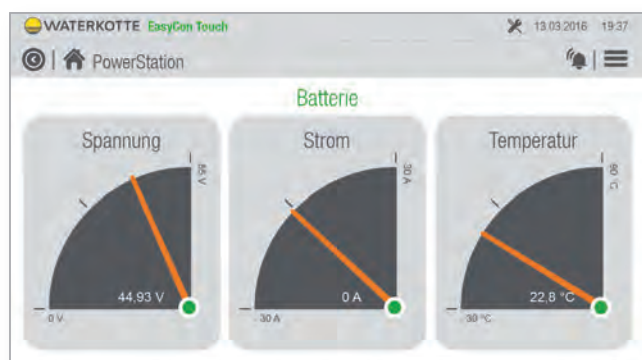 WATERKOTTE EasyCon Touch 13.03.2016 19:37
PowerStation
Batterie
Spannung
55 V
44,93 V
0 V
Strom
30 A
0 A
- 30 A
Temperatur
60 °C
22,8 °C
- 30 °C